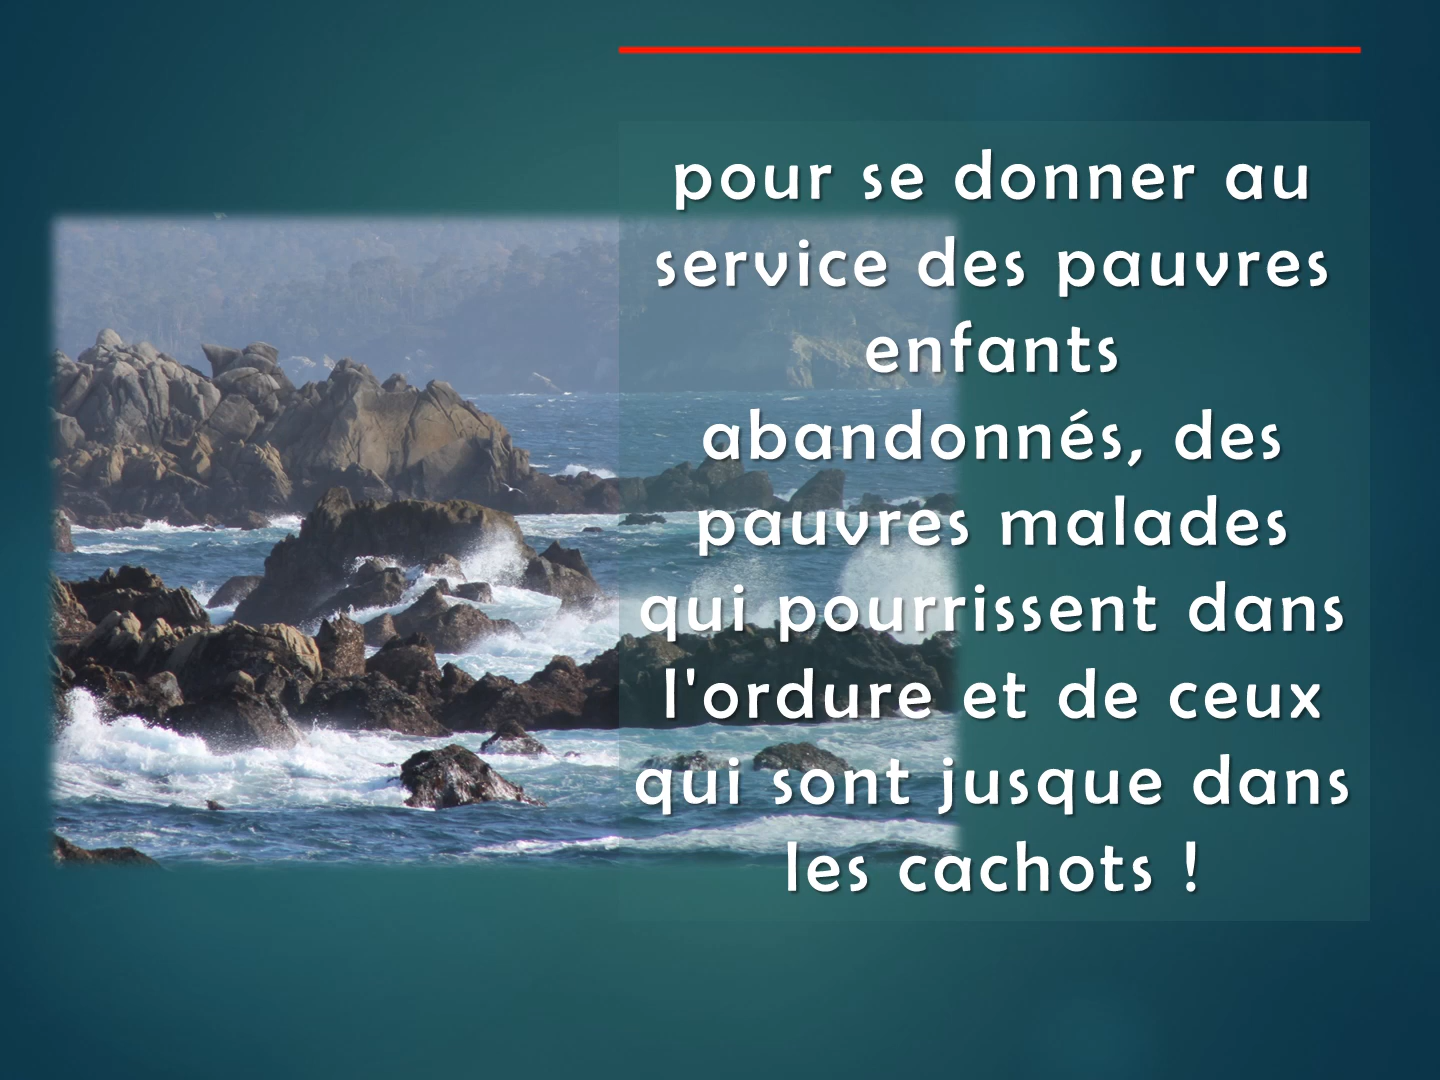 pour se donner au
service des pauvres
enfants
abandonnés, des
pauvres malades
qui pourrissent dans
l'ordure et de ceux
qui sont jusque dans
les cachots !